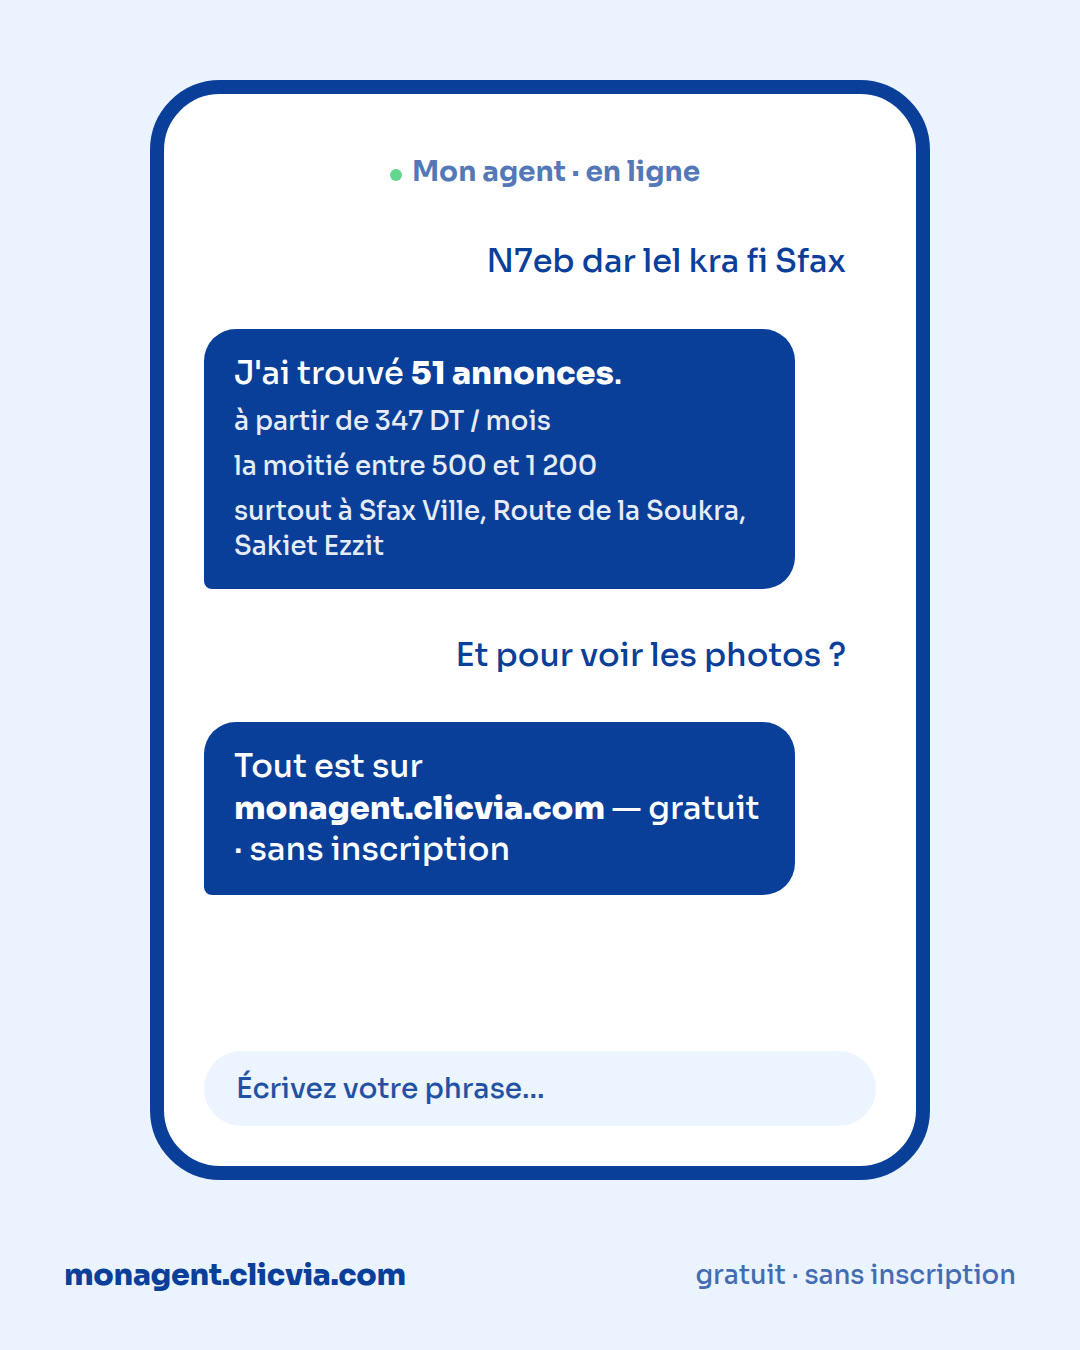 Mon agent · en ligne
N7eb dar lel kra fi Sfax
J'ai trouvé 51 annonces.
à partir de 347 DT / mois
la moitié entre 500 et 1 200
surtout à Sfax Ville, Route de la Soukra,
Sakiet Ezzit
Et pour voir les photos ?
Tout est sur
monagent.clicvia.com — gratuit
· sans inscription
Écrivez votre phrase...
monagent.clicvia.com
gratuit · sans inscription